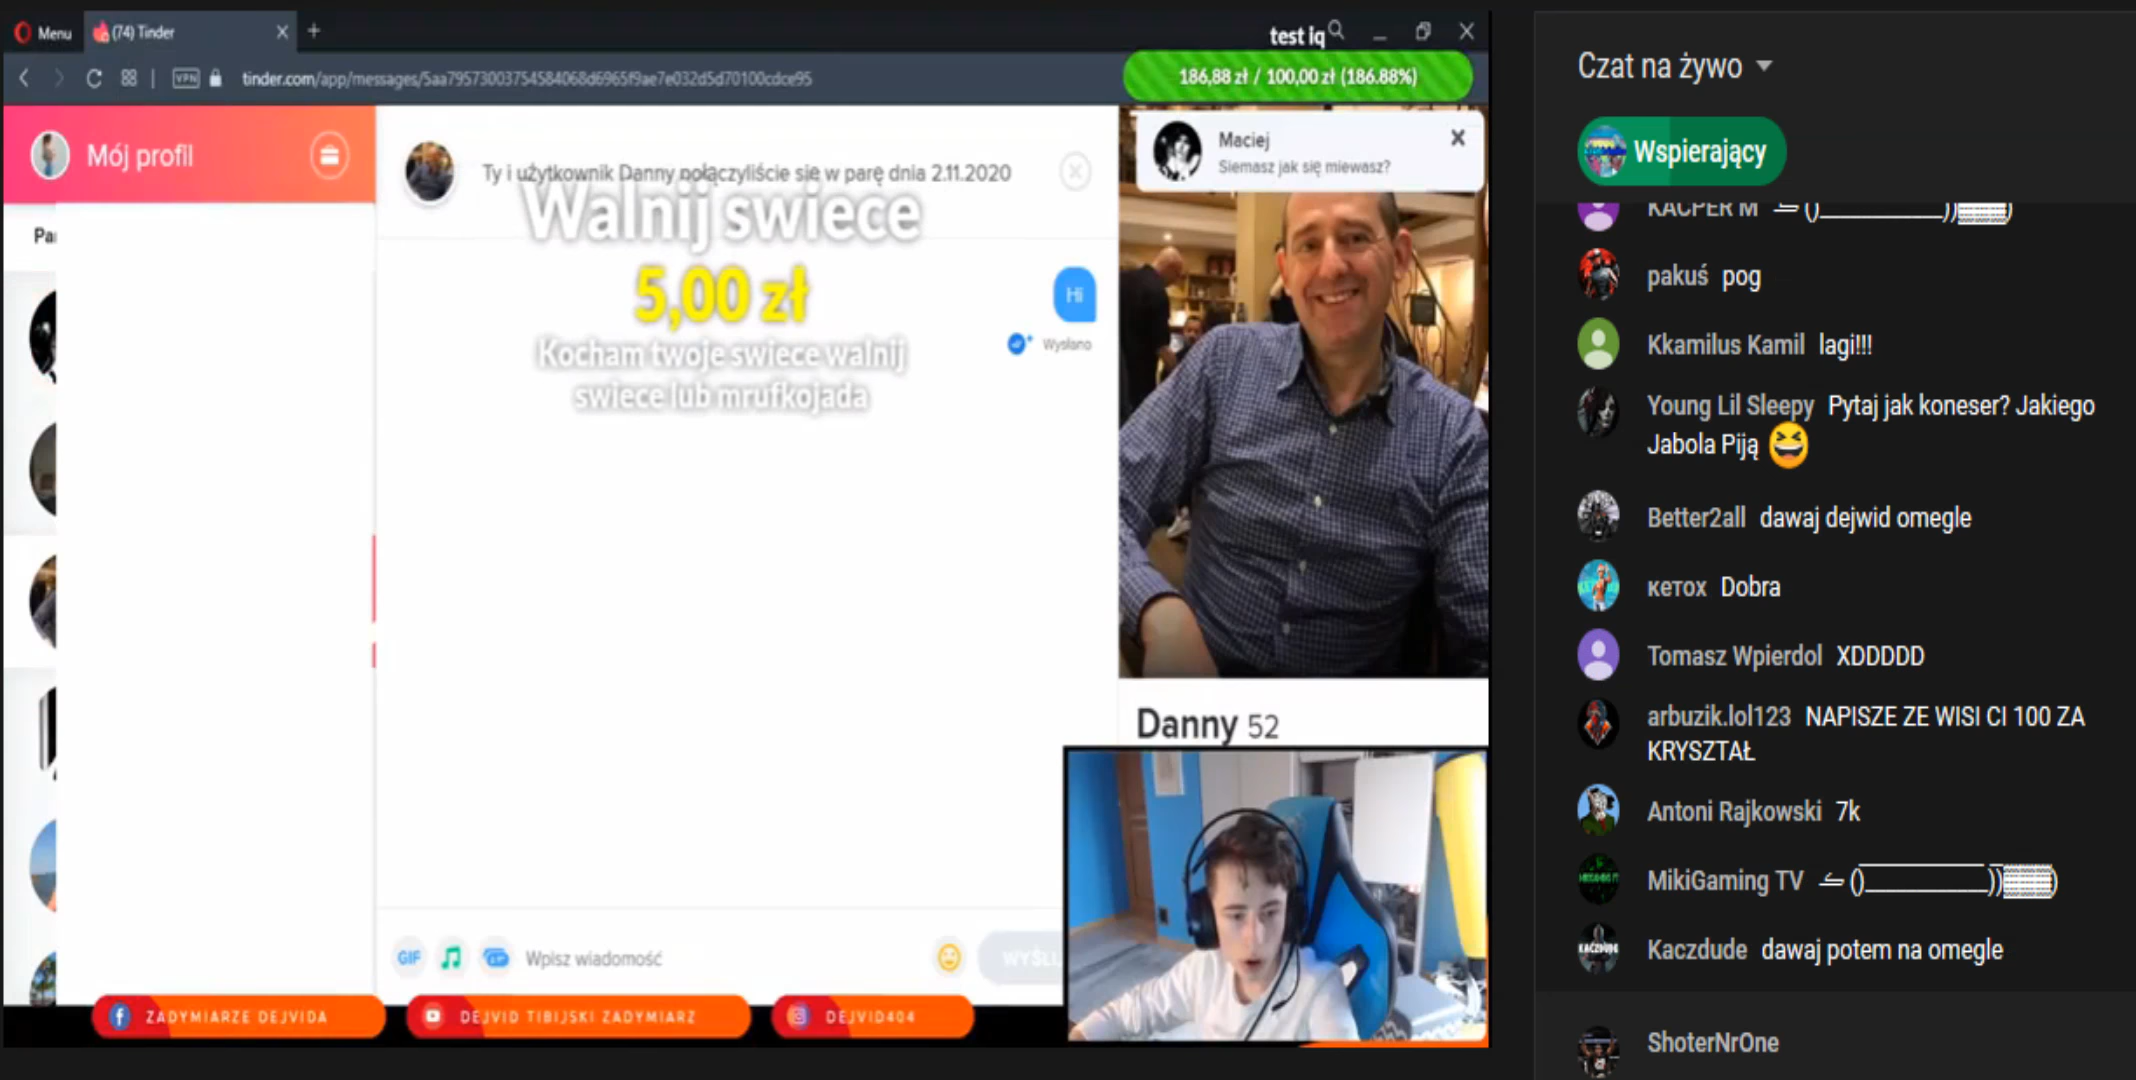 Menu
(74) Tinder
test iq
tinder.com/app/messages/5aa79573003754584068d6965f9ae7e032d5d70100cdce95
VPN
186,88 zł / 100,00 zł (186.88%)
Mój profil
Ty i użytkownik Danny połączyliście się w parę dnia 2.11.2020
Maciej
Siemasz jak się miewasz?
Walnij swiece
5,00 zł
Kocham twoje swiece walnij
swiece lub mrufkojada
Hi
Wysłano
Danny 52
GIF
Wpisz wiadomość
ZADYMIARZE DEJVIDA
DEJVID TIBIJSKI ZADYMIARZ
DEJVID404
Czat na żywo
Wspierający
KACPER M
pakuś pog
Kkamilus Kamil lagi!!!
Young Lil Sleepy Pytaj jak koneser? Jakiego
Jabola Piją 😆
Better2all dawaj dejwid omegle
кетох Dobra
Tomasz Wpierdol XDDDDD
arbuzik.lol123 NAPISZE ZE WISI CI 100 ZA
KRYSZTAŁ
Antoni Rajkowski 7k
MikiGaming TV
Kaczdude dawaj potem na omegle
ShoterNrOne